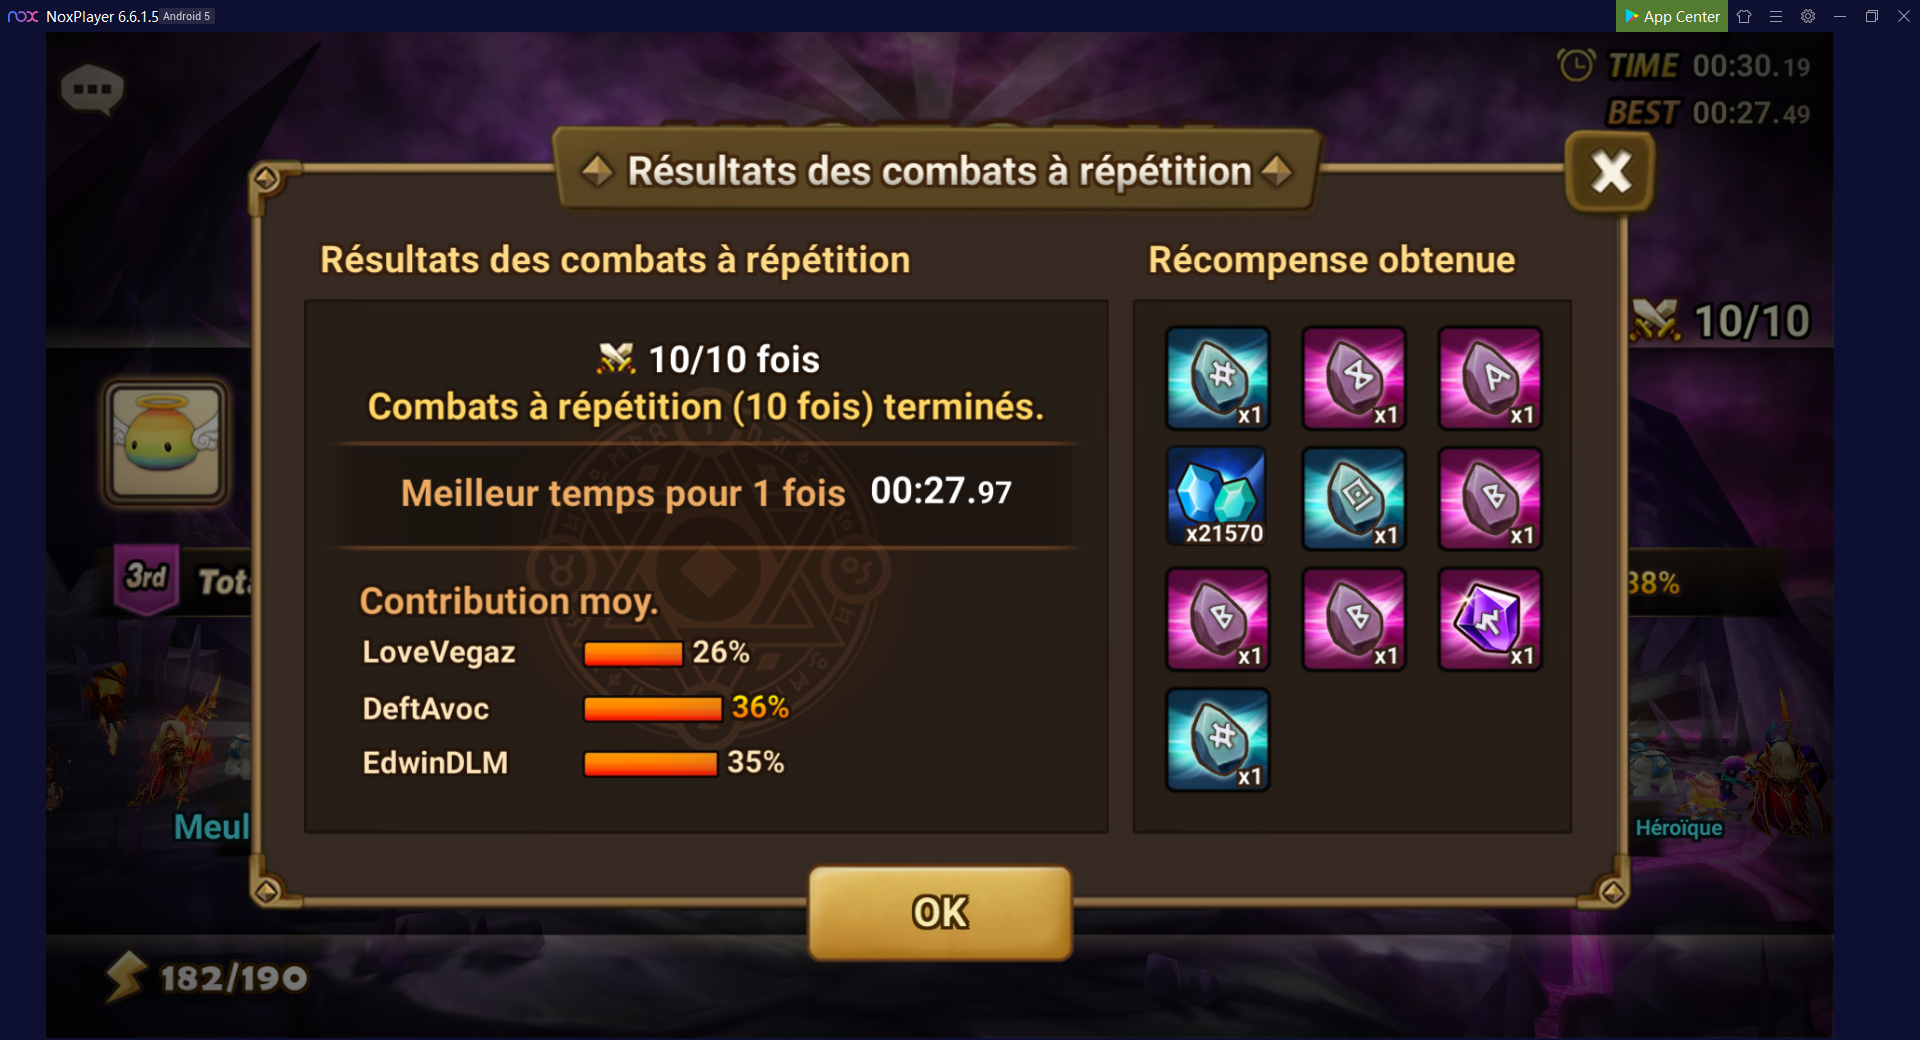 nox NoxPlayer 6.6.1.5 Android 5
App Center
TIME 00:30.19
BEST 00:27.49
Résultats des combats à répétition
Résultats des combats à répétition
Récompense obtenue
10/10 fois
Combats à répétition (10 fois) terminés.
Meilleur temps pour 1 fois 00:27.97
Contribution moy.
LoveVegaz 26%
DeftAvoc 36%
EdwinDLM 35%
x1 x1 x1
x21570 x1 x1
x1 x1 x1
x1
10/10
3rd
38%
Héroïque
OK
182/190